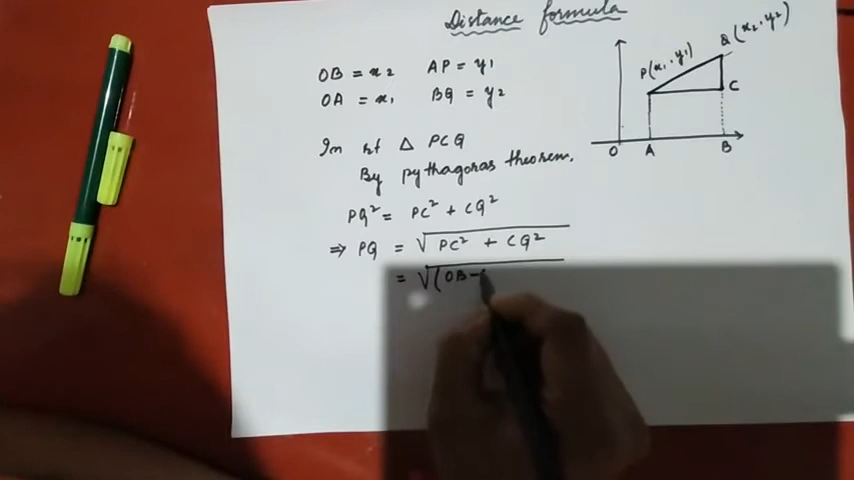 Distance formula
OB = x₂ AP = y₁
OA = x₁ BQ = y₂
In rt △ PCQ
By pythagoras theorem.
PQ² = PC² + CQ²
⇒ PQ = √PC² + CQ²
= √(OB-
Q(x₂, y₂)
P(x₁, y₁)
C
O A B